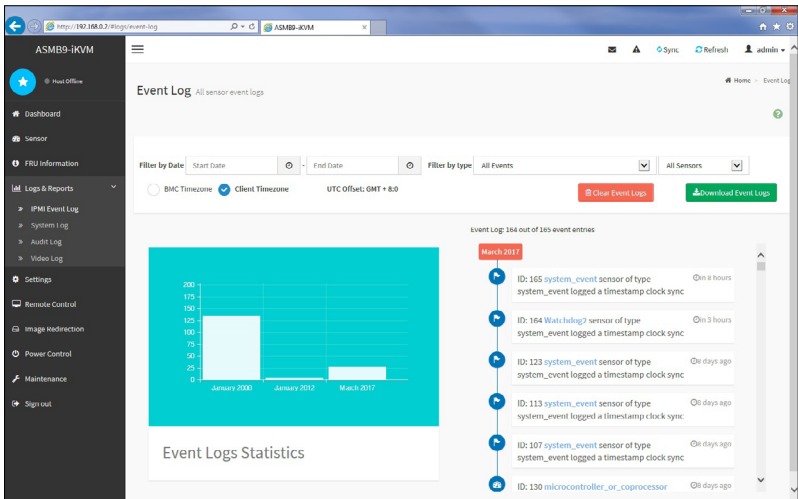 http://192.168.0.2/#logs/event-log
ASMB9-iKVM
ASMB9-iKVM
Sync
Refresh
admin
Host Offline
Event Log All sensor event logs
Home
Event Log
Dashboard
Sensor
FRU Information
Logs & Reports
IPMI Event Log
System Log
Audit Log
Video Log
Settings
Remote Control
Image Redirection
Power Control
Maintenance
Sign out
Filter by Date Start Date - End Date Filter by type All Events All Sensors
BMC Timezone Client Timezone UTC Offset: GMT + 8:0
Clear Event Logs Download Event Logs
Event Log: 164 out of 165 event entries
200
175
150
125
100
75
50
25
0
January 2000 January 2012 March 2017
Event Logs Statistics
March 2017
ID: 165 system_event sensor of type in 8 hours
system_event logged a timestamp clock sync
ID: 164 Watchdog2 sensor of type in 3 hours
system_event logged a timestamp clock sync
ID: 123 system_event sensor of type 8 days ago
system_event logged a timestamp clock sync
ID: 113 system_event sensor of type 8 days ago
system_event logged a timestamp clock sync
ID: 107 system_event sensor of type 8 days ago
system_event logged a timestamp clock sync
ID: 130 microcontroller_or_coprocessor 8 days ago